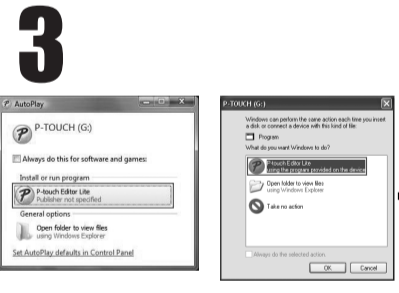 3
AutoPlay
P-TOUCH (G:)
Always do this for software and games:
Install or run program
P-touch Editor Lite
Publisher not specified
General options
Open folder to view files
using Windows Explorer
Set AutoPlay defaults in Control Panel
P-TOUCH (G:)
Windows can perform the same action each time you insert
a disk or connect a device with this kind of file:
Program
What do you want Windows to do?
P-touch Editor Lite
using the program provided on the device
Open folder to view files
using Windows Explorer
Take no action
Always do the selected action.
OK
Cancel